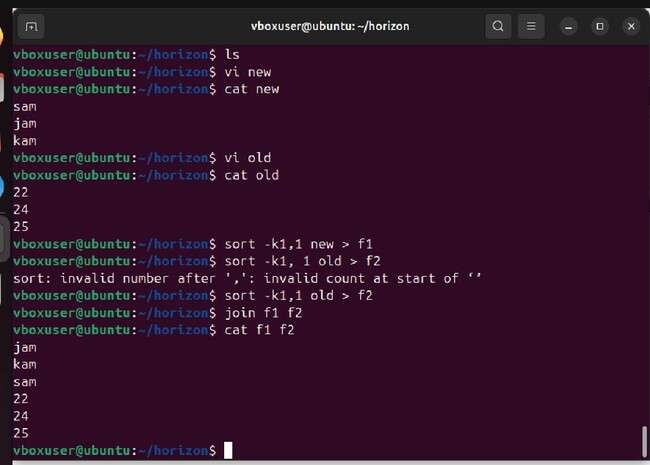 vboxuser@ubuntu: ~/horizon
vboxuser@ubuntu:~/horizon$ ls
vboxuser@ubuntu:~/horizon$ vi new
vboxuser@ubuntu:~/horizon$ cat new
sam
jam
kam
vboxuser@ubuntu:~/horizon$ vi old
vboxuser@ubuntu:~/horizon$ cat old
22
24
25
vboxuser@ubuntu:~/horizon$ sort -k1,1 new > f1
vboxuser@ubuntu:~/horizon$ sort -k1, 1 old > f2
sort: invalid number after ',': invalid count at start of ‘’
vboxuser@ubuntu:~/horizon$ sort -k1,1 old > f2
vboxuser@ubuntu:~/horizon$ join f1 f2
vboxuser@ubuntu:~/horizon$ cat f1 f2
jam
kam
sam
22
24
25
vboxuser@ubuntu:~/horizon$